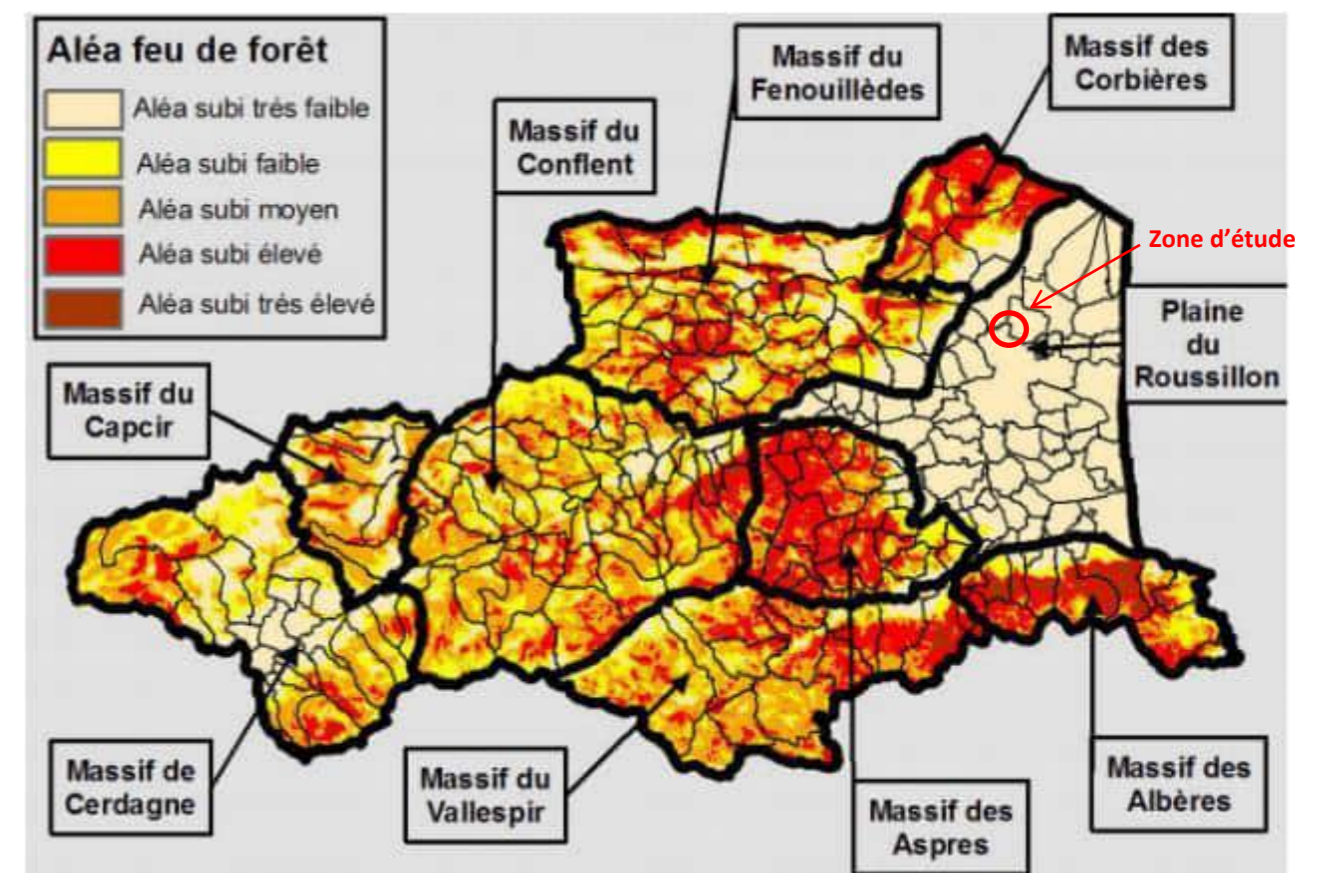 Aléa feu de forêt
Aléa subi très faible
Aléa subi faible
Aléa subi moyen
Aléa subi élevé
Aléa subi très élevé
Massif du
Fenouillèdes
Massif des
Corbières
Massif du
Conflent
Zone d'étude
Plaine
du
Roussillon
Massif du
Capcir
Massif de
Cerdagne
Massif du
Vallespir
Massif des
Aspres
Massif des
Albères